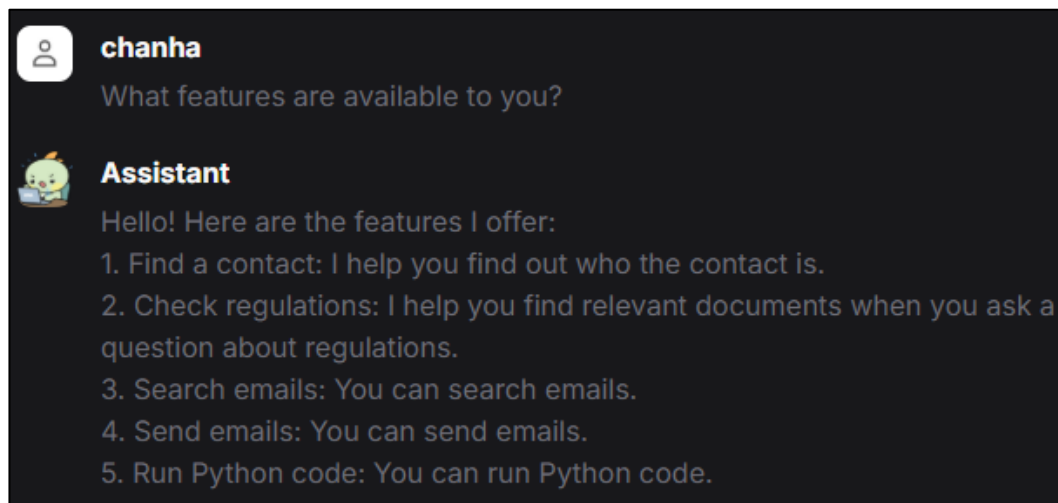 chanha
What features are available to you?
Assistant
Hello! Here are the features I offer:
1. Find a contact: I help you find out who the contact is.
2. Check regulations: I help you find relevant documents when you ask a
question about regulations.
3. Search emails: You can search emails.
4. Send emails: You can send emails.
5. Run Python code: You can run Python code.